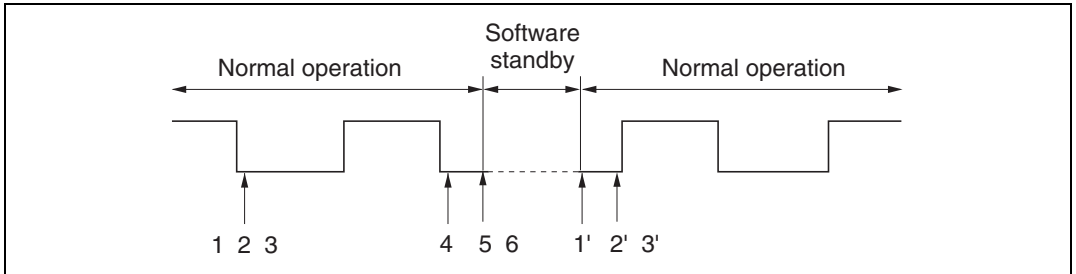 Software
standby
Normal operation
Normal operation
1 2 3
4
5 6
1'
2' 3'